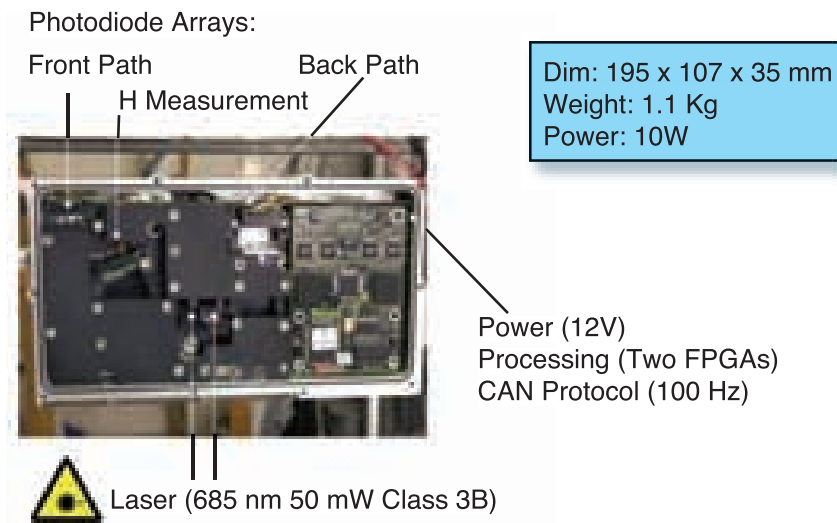 Photodiode Arrays:
Front Path
Back Path
H Measurement
Dim: 195 x 107 x 35 mm
Weight: 1.1 Kg
Power: 10W
Power (12V)
Processing (Two FPGAs)
CAN Protocol (100 Hz)
Laser (685 nm 50 mW Class 3B)